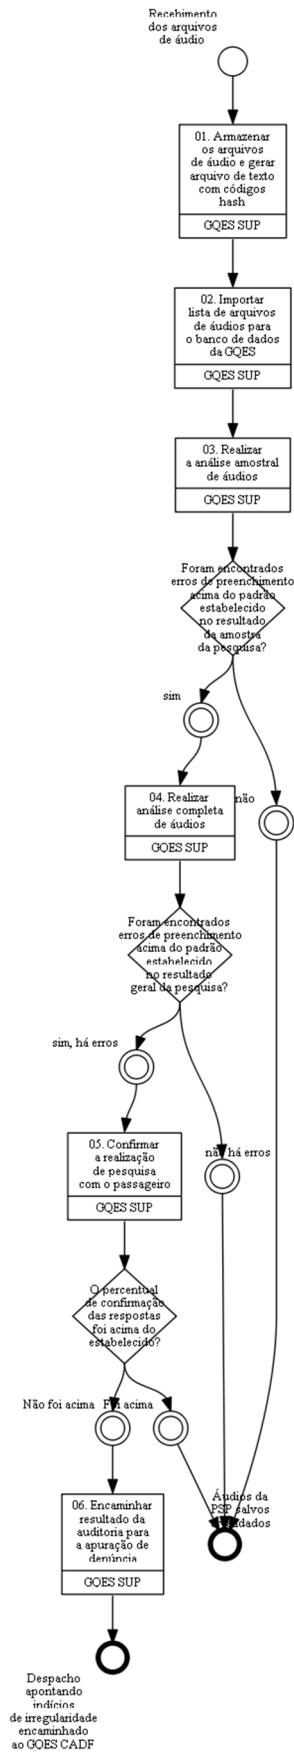 Recebimento
dos arquivos
de áudio
01. Armazenar
os arquivos
de áudio e gerar
arquivo de texto
com códigos
hash
GQES SUP
02. Importar
lista de arquivos
de áudios para
o banco de dados
da GQES
GQES SUP
03. Realizar
a análise amostral
de áudios
GQES SUP
Foram encontrados
erros de preenchimento
acima do padrão
estabelecido
no resultado
da amostra
da pesquisa?
sim
não
04. Realizar
análise completa
de áudios
GQES SUP
Foram encontrados
erros de preenchimento
acima do padrão
estabelecido
no resultado
geral da pesquisa?
sim, há erros
não há erros
05. Confirmar
a realização
de pesquisa
com o passageiro
GQES SUP
O percentual
de confirmação
das respostas
foi acima do
estabelecido?
Não foi acima
Foi acima
06. Encaminhar
resultado da
auditoria para
a apuração de
denúncia
GQES SUP
Áudios da
PSP salvos
Despacho
apontando
indícios
de irregularidade
encaminhado
ao GQES CADF